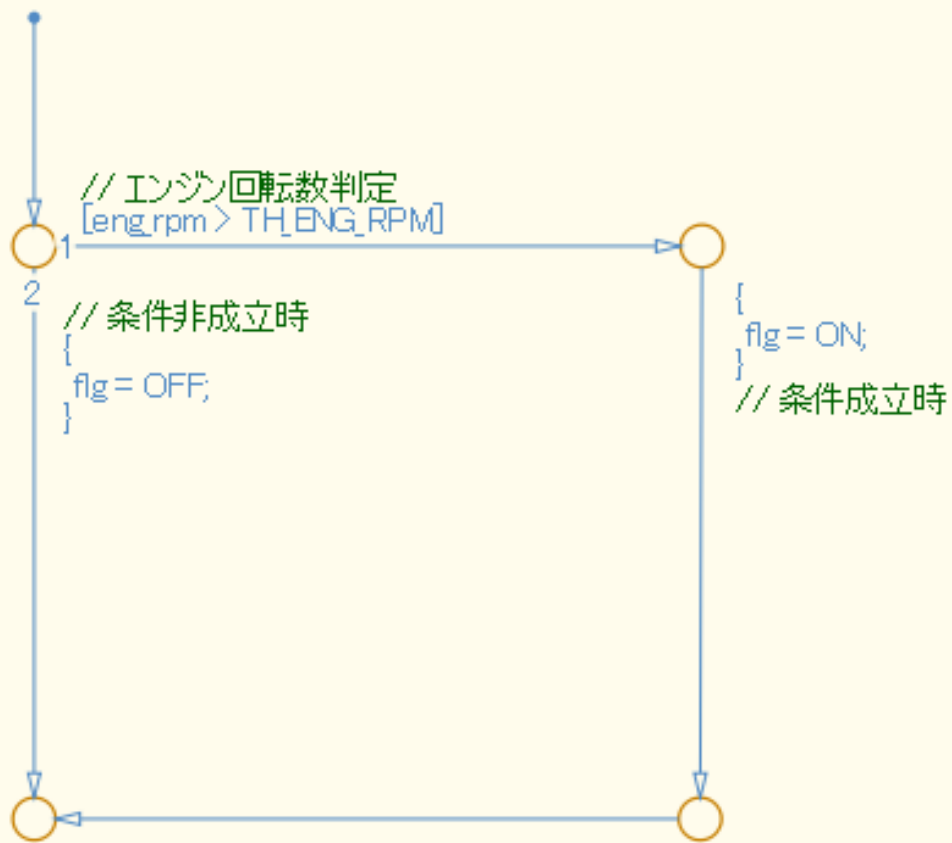 // エンジン回転数判定
[eng_rpm > TH_ENG_RPM]
1
2
// 条件非成立時
{
flg = OFF;
}
{
flg = ON;
}
// 条件成立時